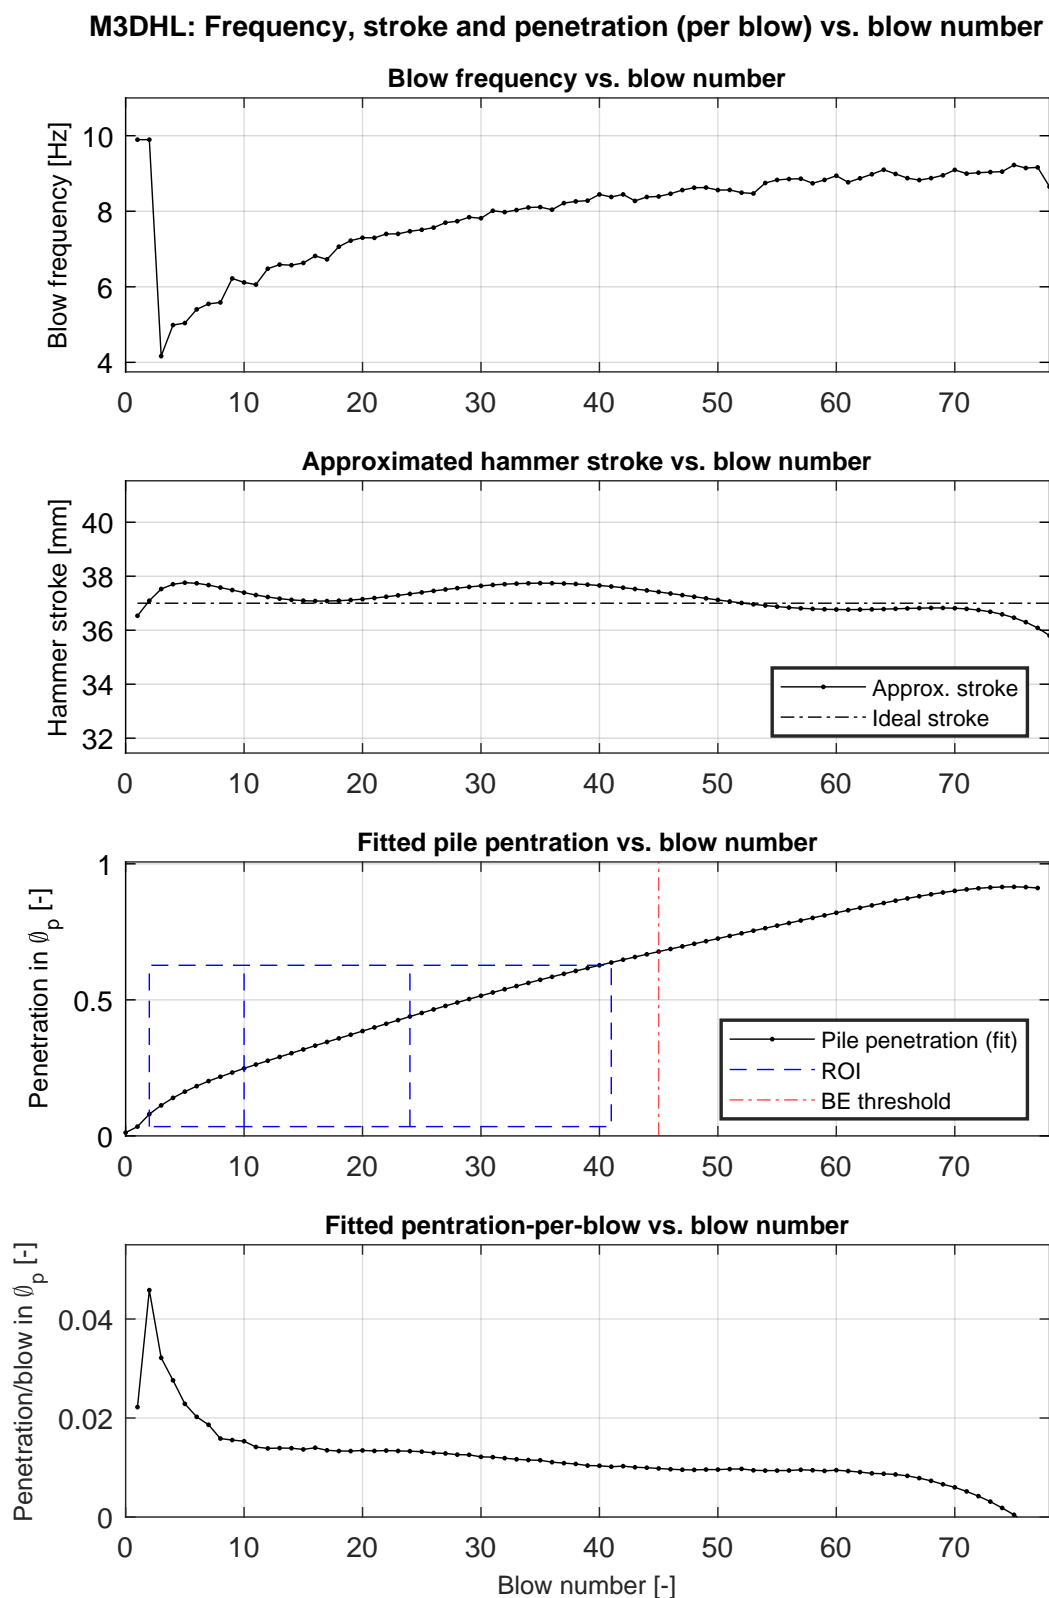 M3DHL: Frequency, stroke and penetration (per blow) vs. blow number
Blow frequency vs. blow number
Blow frequency [Hz]
10
8
6
4
0 10 20 30 40 50 60 70
Approximated hammer stroke vs. blow number
Hammer stroke [mm]
40
38
36
34
32
Approx. stroke
Ideal stroke
0 10 20 30 40 50 60 70
Fitted pile pentration vs. blow number
Penetration in ∅_p [-]
1
0.5
0
Pile penetration (fit)
ROI
BE threshold
0 10 20 30 40 50 60 70
Fitted pentration-per-blow vs. blow number
Penetration/blow in ∅_p [-]
0.04
0.02
0
0 10 20 30 40 50 60 70
Blow number [-]